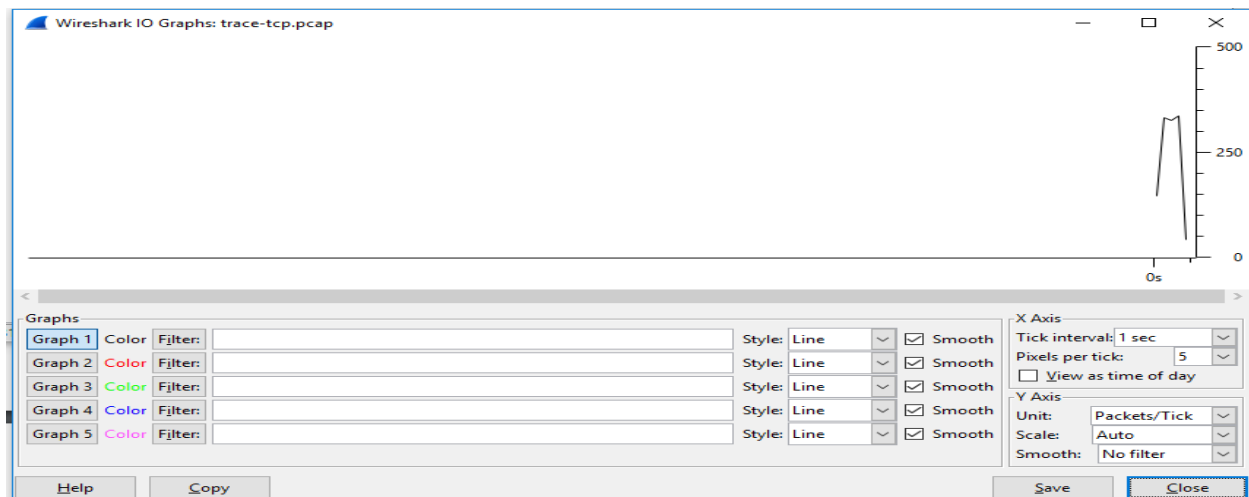 Wireshark IO Graphs: trace-tcp.pcap
500
250
0
0s
Graphs
Graph 1 Color Filter: Style: Line Smooth
Graph 2 Color Filter: Style: Line Smooth
Graph 3 Color Filter: Style: Line Smooth
Graph 4 Color Filter: Style: Line Smooth
Graph 5 Color Filter: Style: Line Smooth
X Axis
Tick interval: 1 sec
Pixels per tick: 5
View as time of day
Y Axis
Unit: Packets/Tick
Scale: Auto
Smooth: No filter
Help Copy Save Close